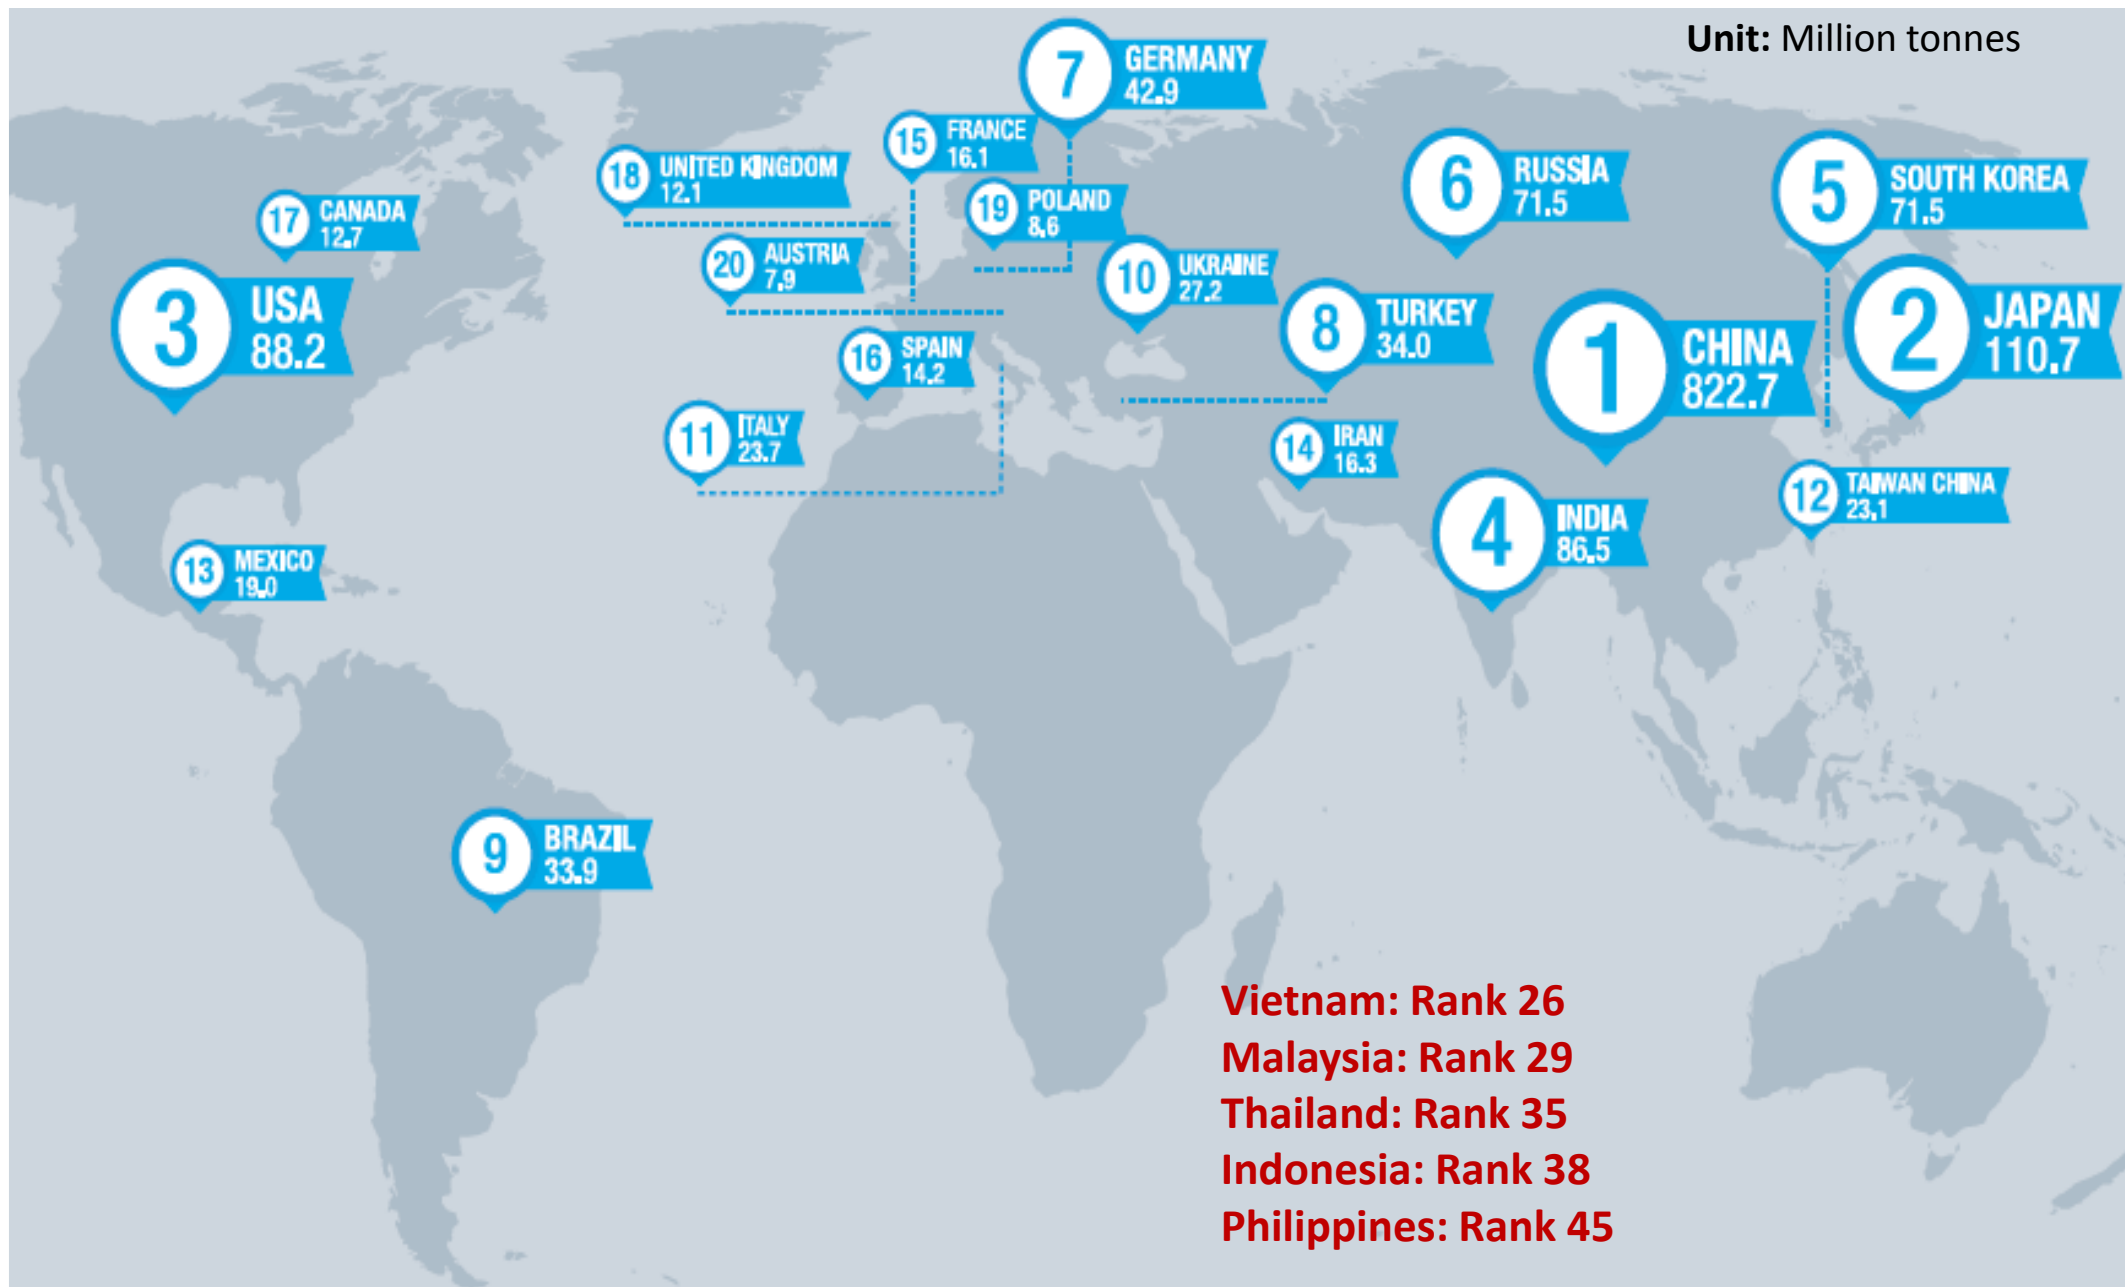 Unit: Million tonnes
7
GERMANY
42.9
15
FRANCE
16.1
18
UNITED KINGDOM
12.1
19
POLAND
8.6
6
RUSSIA
71.5
5
SOUTH KOREA
71.5
17
CANADA
12.7
20
AUSTRIA
7.9
10
UKRAINE
27.2
3
USA
88.2
8
TURKEY
34.0
1
CHINA
822.7
2
JAPAN
110.7
16
SPAIN
14.2
11
ITALY
23.7
14
IRAN
16.3
12
TAIWAN CHINA
23.1
4
INDIA
86.5
13
MEXICO
19.0
9
BRAZIL
33.9
Vietnam: Rank 26
Malaysia: Rank 29
Thailand: Rank 35
Indonesia: Rank 38
Philippines: Rank 45